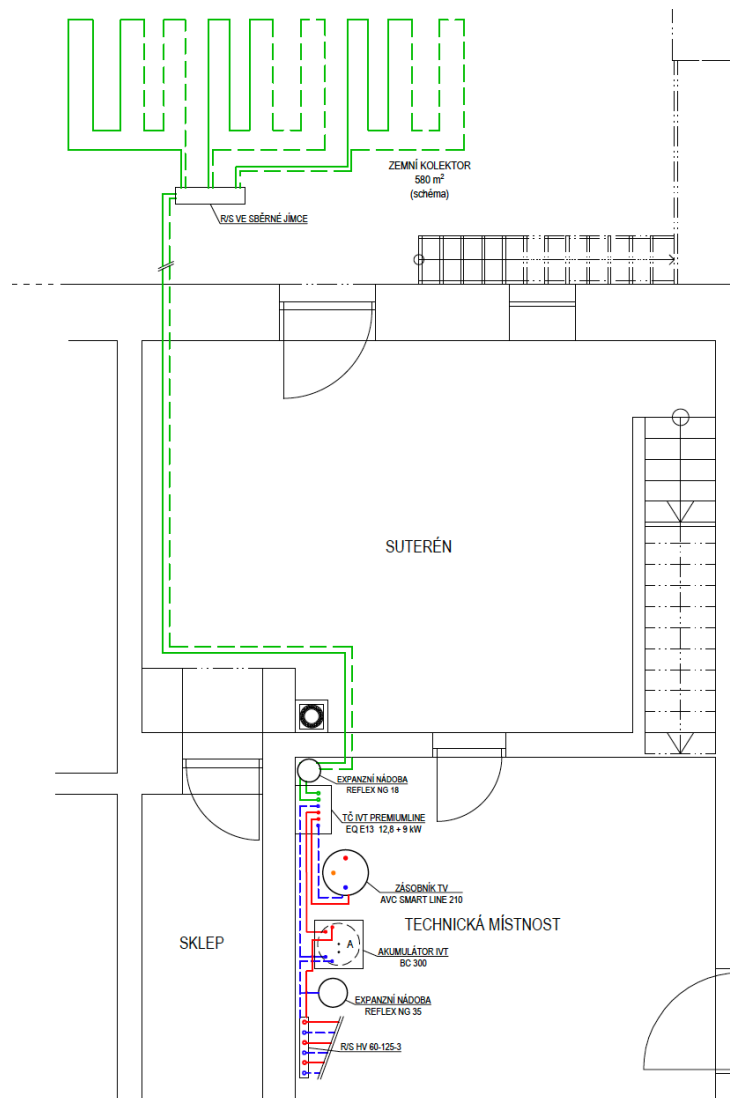 ZEMNÍ KOLEKTOR
580 m²
(schéma)
R/S VE SBĚRNÉ JÍMCE
SUTERÉN
EXPANZNÍ NÁDOBA
REFLEX NG 18
TČ IVT PREMIUMLINE
EQ E13 12,8 + 9 kW
ZÁSOBNÍK TV
AVC SMART LINE 210
TECHNICKÁ MÍSTNOST
SKLEP
A
AKUMULÁTOR IVT
BC 300
EXPANZNÍ NÁDOBA
REFLEX NG 35
R/S HV 60-125-3